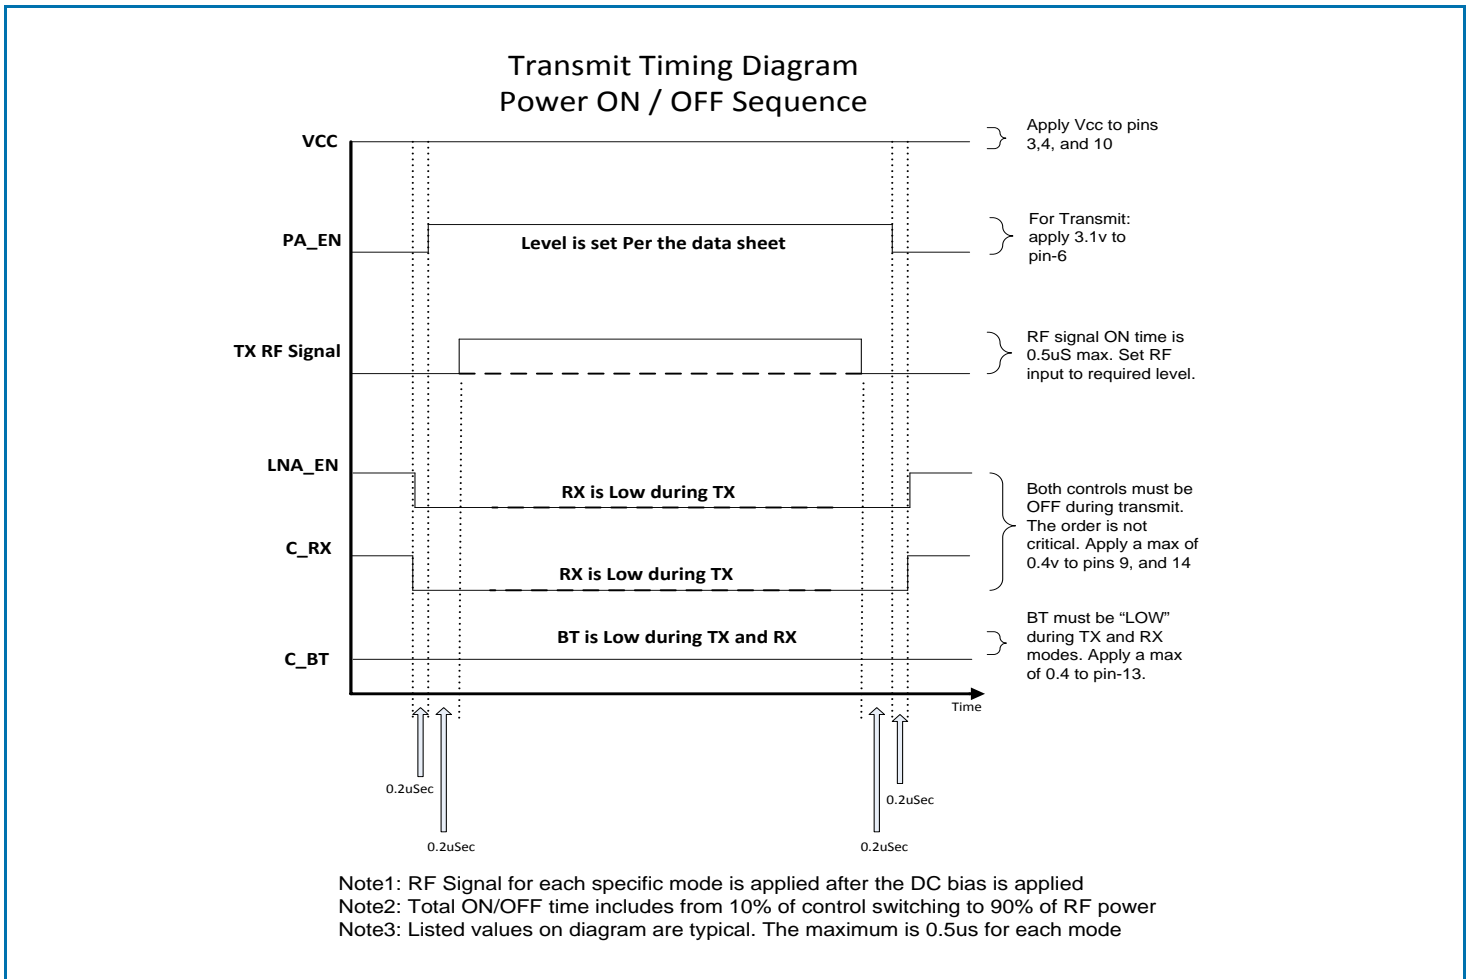 Transmit Timing Diagram
Power ON / OFF Sequence
VCC
Apply Vcc to pins
3,4, and 10
PA_EN
Level is set Per the data sheet
For Transmit:
apply 3.1v to
pin-6
TX RF Signal
RF signal ON time is
0.5uS max. Set RF
input to required level.
LNA_EN
RX is Low during TX
Both controls must be
OFF during transmit.
The order is not
critical. Apply a max of
0.4v to pins 9, and 14
C_RX
RX is Low during TX
BT is Low during TX and RX
C_BT
BT must be “LOW”
during TX and RX
modes. Apply a max
of 0.4 to pin-13.
Time
0.2uSec
0.2uSec
0.2uSec
0.2uSec
Note1: RF Signal for each specific mode is applied after the DC bias is applied
Note2: Total ON/OFF time includes from 10% of control switching to 90% of RF power
Note3: Listed values on diagram are typical. The maximum is 0.5us for each mode